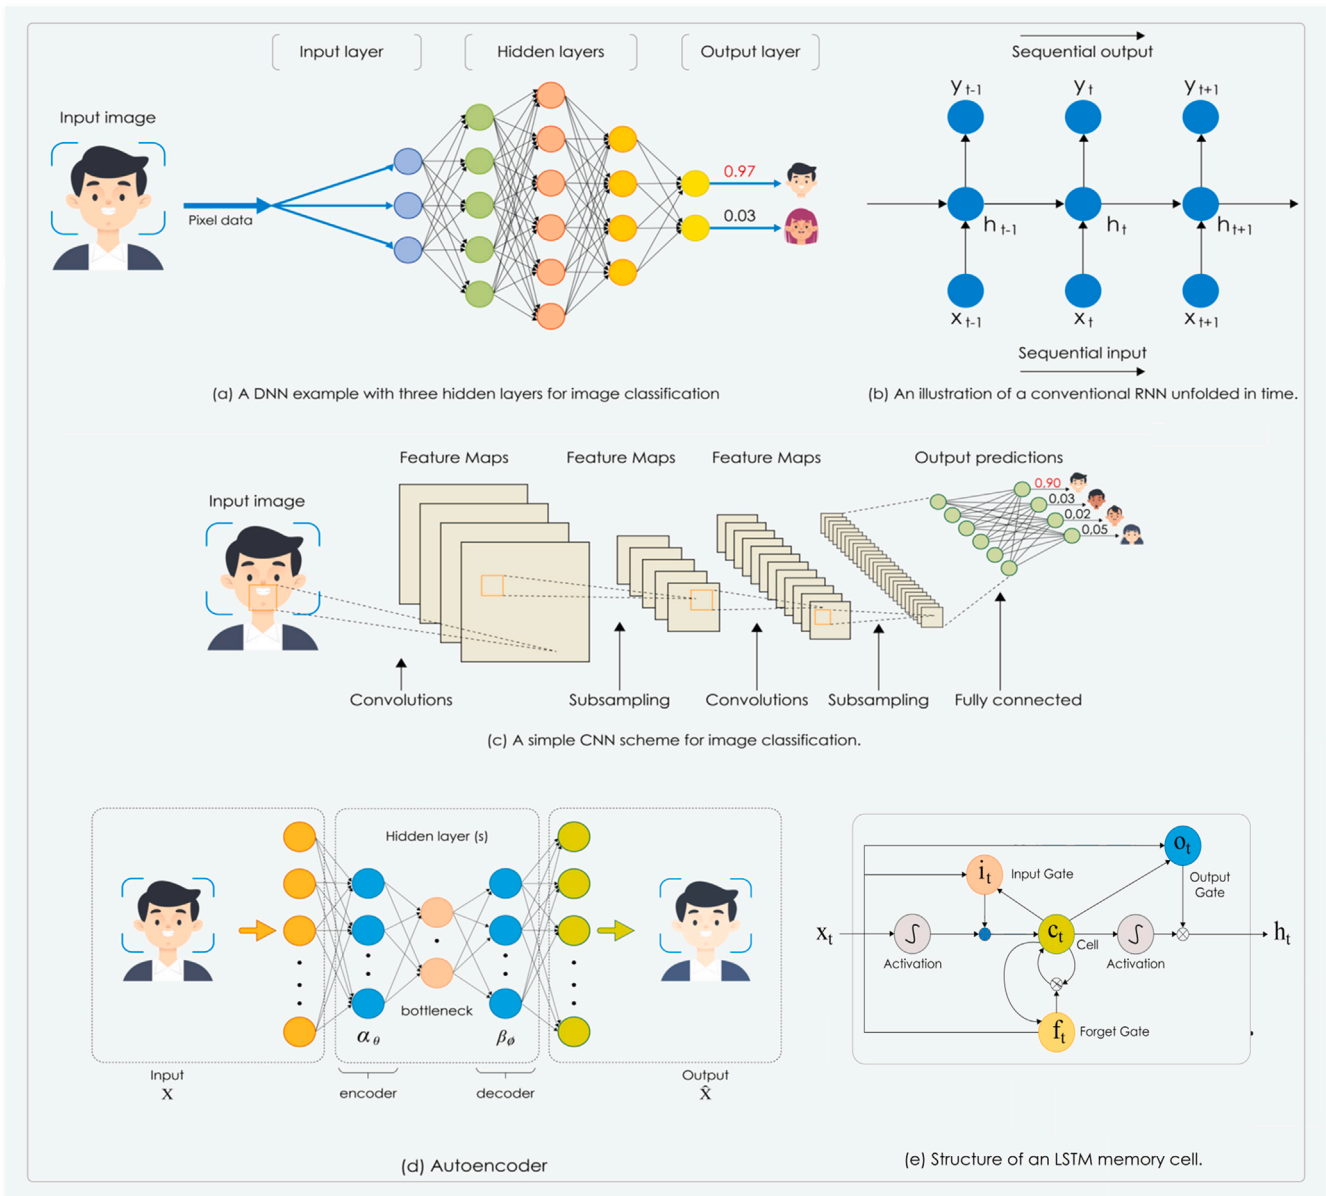 Input layer
Hidden layers
Output layer
Input image
Pixel data
0.97
0.03
(a) A DNN example with three hidden layers for image classification
Sequential output
y t-1
y t
y t+1
h t-1
h t
h t+1
x t-1
x t
x t+1
Sequential input
(b) An illustration of a conventional RNN unfolded in time.
Feature Maps
Feature Maps
Feature Maps
Output predictions
Input image
0.90
0.03
0.02
0.05
Convolutions
Subsampling
Convolutions
Subsampling
Fully connected
(c) A simple CNN scheme for image classification.
Hidden layer (s)
bottleneck
α θ
β ø
Input
X
encoder
decoder
Output
X̂
(d) Autoencoder
o t
i t
Input Gate
Output
Gate
x t
∫
c t
Cell
∫
h t
Activation
Activation
f t
Forget Gate
(e) Structure of an LSTM memory cell.